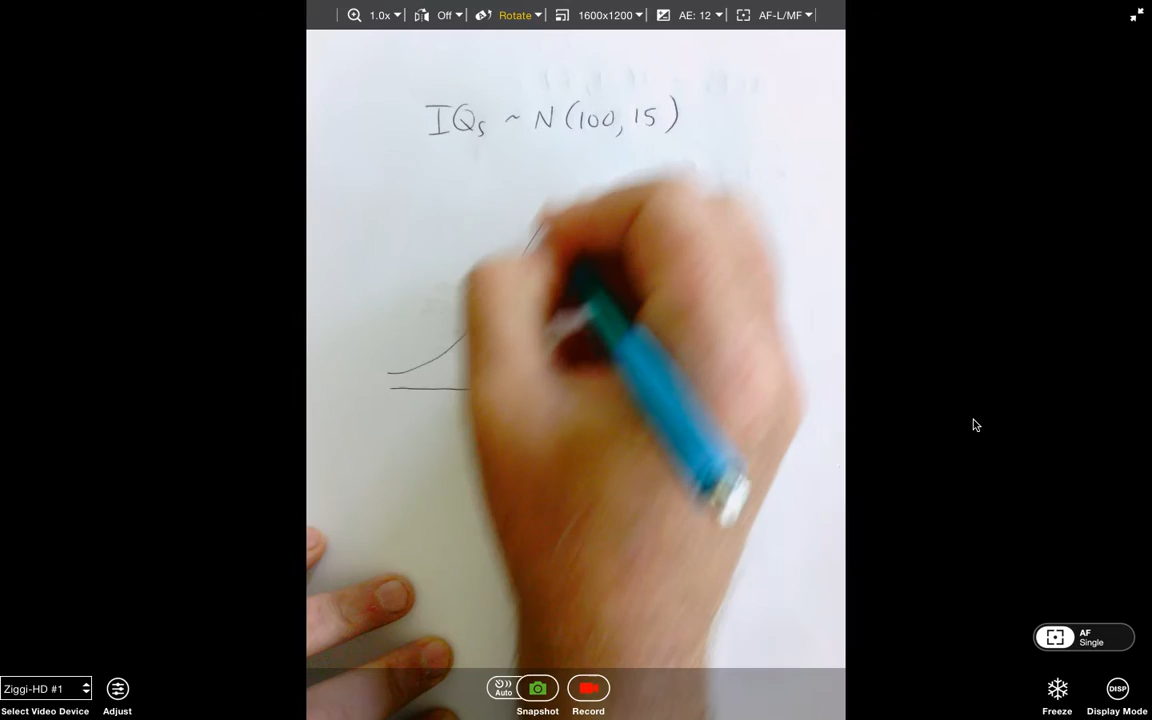 1.0x Off Rotate 1600x1200 AE: 12 AF-L/MF
IQs ~ N(100, 15)
AF
Single
Ziggi-HD #1
Auto
DISP
Select Video Device Adjust Snapshot Record Freeze Display Mode